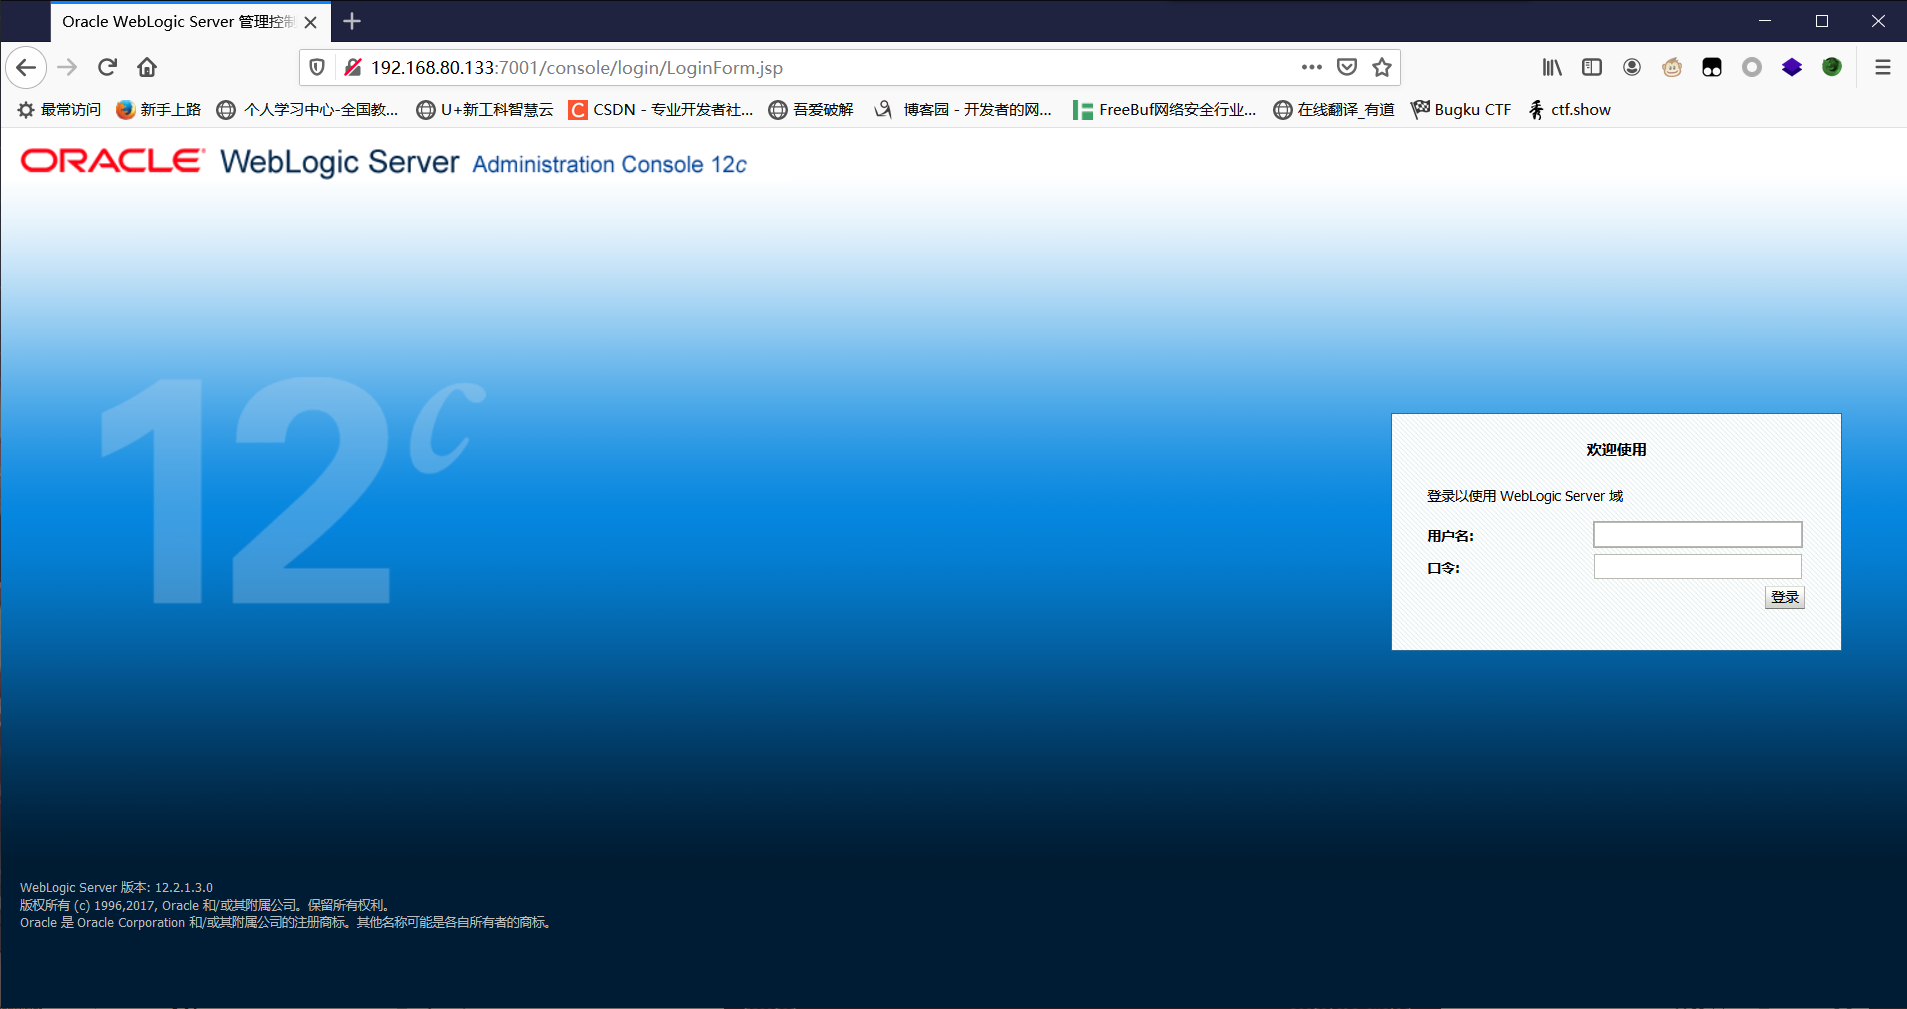 Oracle WebLogic Server 管理控制
192.168.80.133:7001/console/login/LoginForm.jsp
最常访问 新手上路 个人学习中心-全国教... U+新工科智慧云 CSDN - 专业开发者社... 吾爱破解 博客园 - 开发者的网... FreeBuf网络安全行业... 在线翻译_有道 Bugku CTF ctf.show
ORACLE WebLogic Server Administration Console 12c
12c
欢迎使用
登录以使用 WebLogic Server 域
用户名:
口令:
登录
WebLogic Server 版本: 12.2.1.3.0
版权所有 (c) 1996,2017, Oracle 和/或其附属公司。保留所有权利。
Oracle 是 Oracle Corporation 和/或其附属公司的注册商标。其他名称可能是各自所有者的商标。